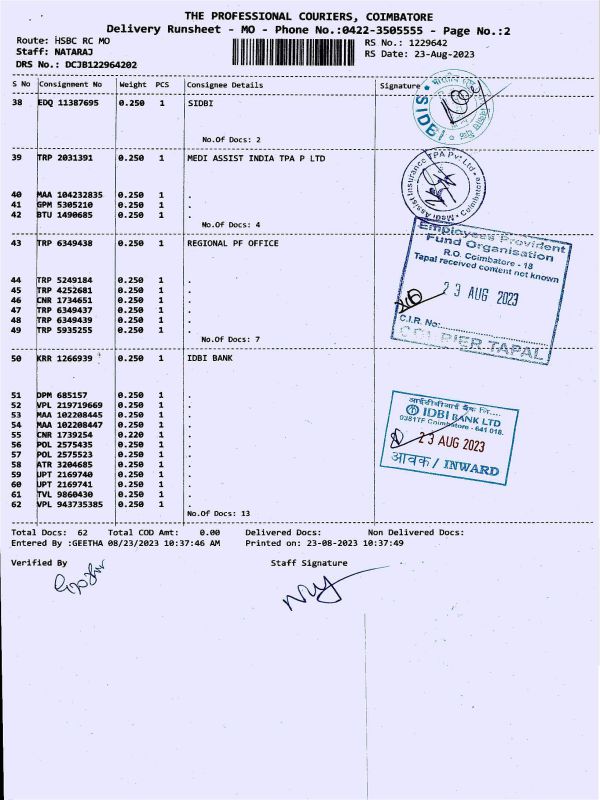 THE PROFESSIONAL COURIERS, COIMBATORE
Delivery Runsheet - MO - Phone No.:0422-3505555 - Page No.:2
Route: HSBC RC MO
RS No.: 1229642
Staff: NATARAJ
RS Date: 23-Aug-2023
DRS No.: DCJB122964202
S No Consignment No Weight PCS Consignee Details Signature
38 EDQ 11387695 0.250 1 SIDBI
SIDBI
No.Of Docs: 2
39 TRP 2031391 0.250 1 MEDI ASSIST INDIA TPA P LTD
Medi Assist Insurance TPA Pvt Ltd. Coimbatore
40 MAA 104232835 0.250 1 .
41 GPM 5305210 0.250 1 .
42 BTU 1490685 0.250 1 .
No.Of Docs: 4
43 TRP 6349438 0.250 1 REGIONAL PF OFFICE
Employees Provident
Fund Organisation
R.O. Coimbatore - 18
Tapal received content not known
23 AUG 2023
C.I.R. No:
TAPAL
44 TRP 5249184 0.250 1 .
45 TRP 4252681 0.250 1 .
46 CNR 1734651 0.250 1 .
47 TRP 6349437 0.250 1 .
48 TRP 6349439 0.250 1 .
49 TRP 5935255 0.250 1 .
No.Of Docs: 7
50 KRR 1266939 0.250 1 IDBI BANK
51 DPM 685157 0.250 1 .
52 VPL 219719669 0.250 1 .
53 MAA 102208445 0.250 1 .
54 MAA 102208447 0.250 1 .
55 CNR 1739254 0.220 1 .
56 POL 2575435 0.250 1 .
57 POL 2575523 0.250 1 .
58 ATR 3204685 0.250 1 .
59 UPT 2169740 0.250 1 .
60 UPT 2169741 0.250 1 .
61 TVL 9860430 0.250 1 .
62 VPL 943735385 0.250 1 .
No.Of Docs: 13
IDBI BANK LTD
0381TF Coimbatore - 641 018.
23 AUG 2023
आवक / INWARD
Total Docs: 62 Total COD Amt: 0.00 Delivered Docs: Non Delivered Docs:
Entered By :GEETHA 08/23/2023 10:37:46 AM Printed on: 23-08-2023 10:37:49
Verified By Staff Signature